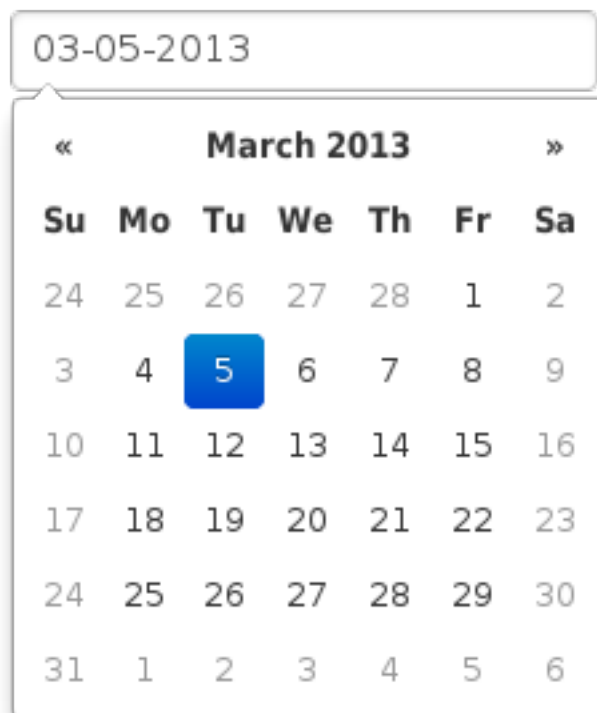 03-05-2013
« March 2013 »
Su Mo Tu We Th Fr Sa
24 25 26 27 28 1 2
3 4 5 6 7 8 9
10 11 12 13 14 15 16
17 18 19 20 21 22 23
24 25 26 27 28 29 30
31 1 2 3 4 5 6